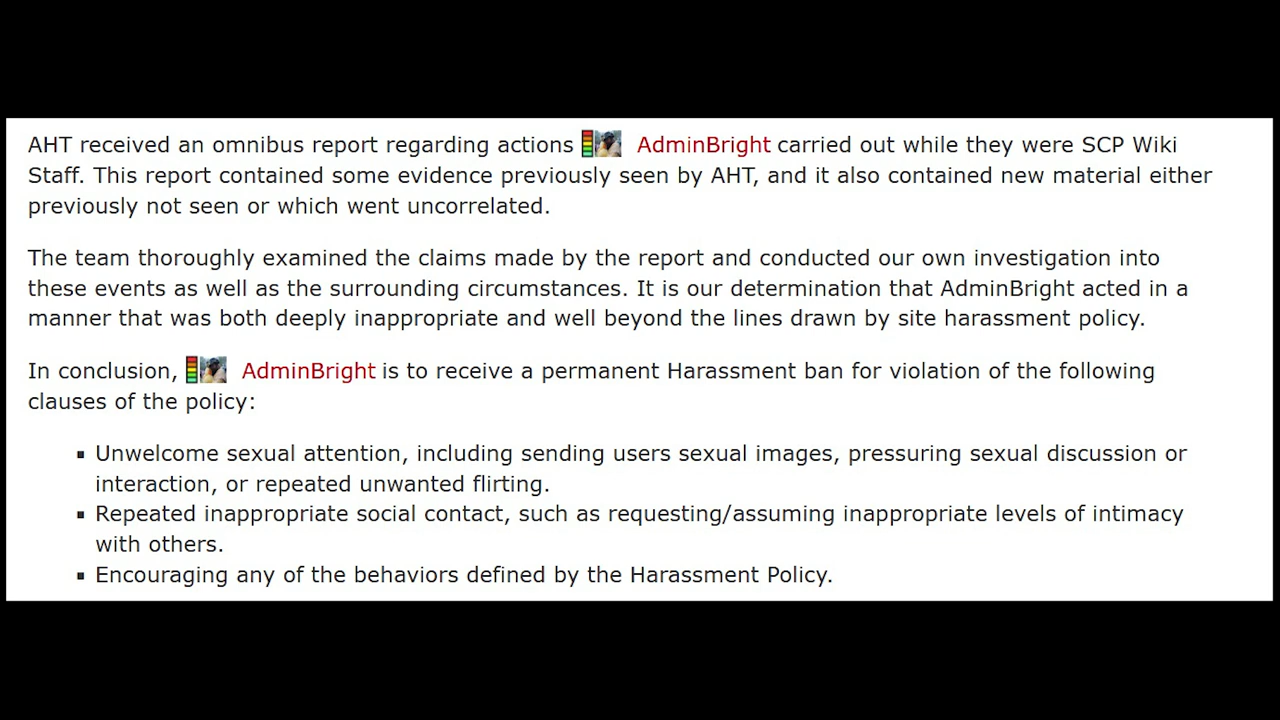 AHT received an omnibus report regarding actions AdminBright carried out while they were SCP Wiki
Staff. This report contained some evidence previously seen by AHT, and it also contained new material either
previously not seen or which went uncorrelated.
The team thoroughly examined the claims made by the report and conducted our own investigation into
these events as well as the surrounding circumstances. It is our determination that AdminBright acted in a
manner that was both deeply inappropriate and well beyond the lines drawn by site harassment policy.
In conclusion, AdminBright is to receive a permanent Harassment ban for violation of the following
clauses of the policy:
▪ Unwelcome sexual attention, including sending users sexual images, pressuring sexual discussion or
interaction, or repeated unwanted flirting.
▪ Repeated inappropriate social contact, such as requesting/assuming inappropriate levels of intimacy
with others.
▪ Encouraging any of the behaviors defined by the Harassment Policy.